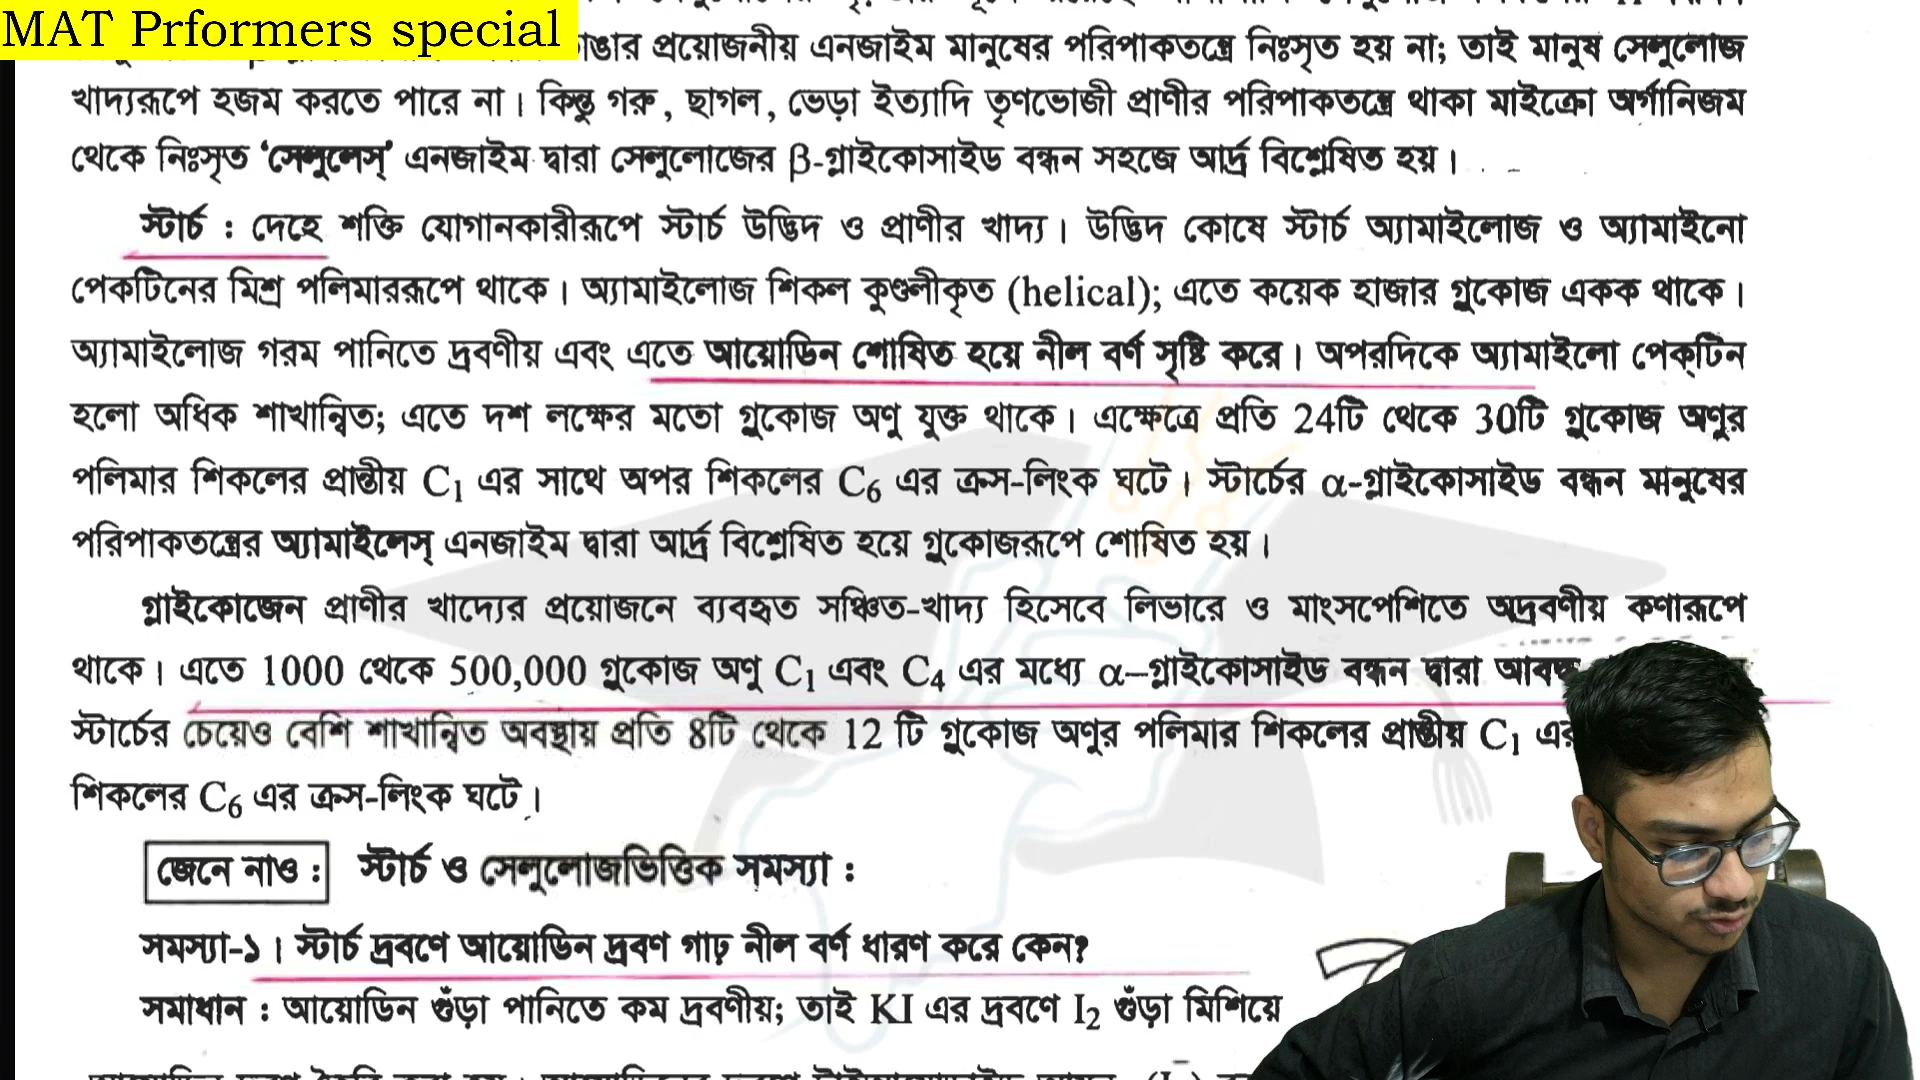 MAT Prformers special
ভাঙার প্রয়োজনীয় এনজাইম মানুষের পরিপাকতন্ত্রে নিঃসৃত হয় না; তাই মানুষ সেলুলোজ
খাদ্যরূপে হজম করতে পারে না। কিন্তু গরু, ছাগল, ভেড়া ইত্যাদি তৃণভোজী প্রাণীর পরিপাকতন্ত্রে থাকা মাইক্রো অর্গানিজম
থেকে নিঃসৃত ‘সেলুলেস্’ এনজাইম দ্বারা সেলুলোজের β-গ্লাইকোসাইড বন্ধন সহজে আর্দ্র বিশ্লেষিত হয়।
স্টার্চ : দেহে শক্তি যোগানকারীরূপে স্টার্চ উদ্ভিদ ও প্রাণীর খাদ্য। উদ্ভিদ কোষে স্টার্চ অ্যামাইলোজ ও অ্যামাইনো
পেকটিনের মিশ্র পলিমাররূপে থাকে। অ্যামাইলোজ শিকল কুণ্ডলীকৃত (helical); এতে কয়েক হাজার গ্লুকোজ একক থাকে।
অ্যামাইলোজ গরম পানিতে দ্রবণীয় এবং এতে আয়োডিন শোষিত হয়ে নীল বর্ণ সৃষ্টি করে। অপরদিকে অ্যামাইলো পেক্‌টিন
হলো অধিক শাখান্বিত; এতে দশ লক্ষের মতো গ্লুকোজ অণু যুক্ত থাকে। এক্ষেত্রে প্রতি 24টি থেকে 30টি গ্লুকোজ অণুর
পলিমার শিকলের প্রান্তীয় C₁ এর সাথে অপর শিকলের C₆ এর ক্রস-লিংক ঘটে। স্টার্চের α-গ্লাইকোসাইড বন্ধন মানুষের
পরিপাকতন্ত্রের অ্যামাইলেস্ এনজাইম দ্বারা আর্দ্র বিশ্লেষিত হয়ে গ্লুকোজরূপে শোষিত হয়।
গ্লাইকোজেন প্রাণীর খাদ্যের প্রয়োজনে ব্যবহৃত সঞ্চিত-খাদ্য হিসেবে লিভারে ও মাংসপেশিতে অদ্রবণীয় কণারূপে
থাকে। এতে 1000 থেকে 500,000 গ্লুকোজ অণু C₁ এবং C₄ এর মধ্যে α–গ্লাইকোসাইড বন্ধন দ্বারা আবদ্ধ
স্টার্চের চেয়েও বেশি শাখান্বিত অবস্থায় প্রতি 8টি থেকে 12 টি গ্লুকোজ অণুর পলিমার শিকলের প্রান্তীয় C₁ এর
শিকলের C₆ এর ক্রস-লিংক ঘটে।
জেনে নাও : স্টার্চ ও সেলুলোজভিত্তিক সমস্যা :
সমস্যা-১। স্টার্চ দ্রবণে আয়োডিন দ্রবণ গাঢ় নীল বর্ণ ধারণ করে কেন?
সমাধান : আয়োডিন গুঁড়া পানিতে কম দ্রবণীয়; তাই KI এর দ্রবণে I₂ গুঁড়া মিশিয়ে